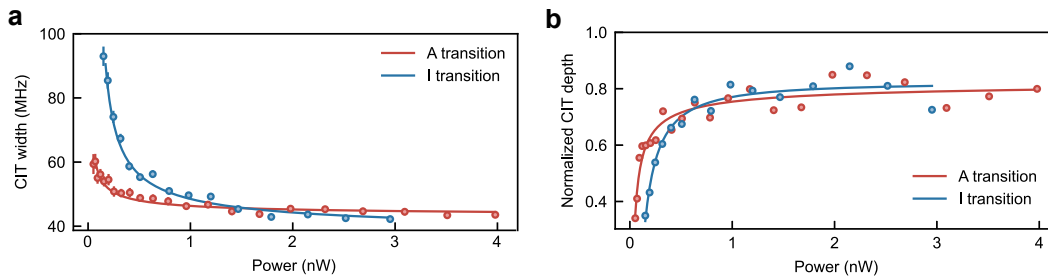 a
CIT width (MHz)
100
80
60
40
0
1
2
3
4
Power (nW)
A transition
I transition
b
Normalized CIT depth
1.0
0.8
0.6
0.4
0
1
2
3
4
Power (nW)
A transition
I transition